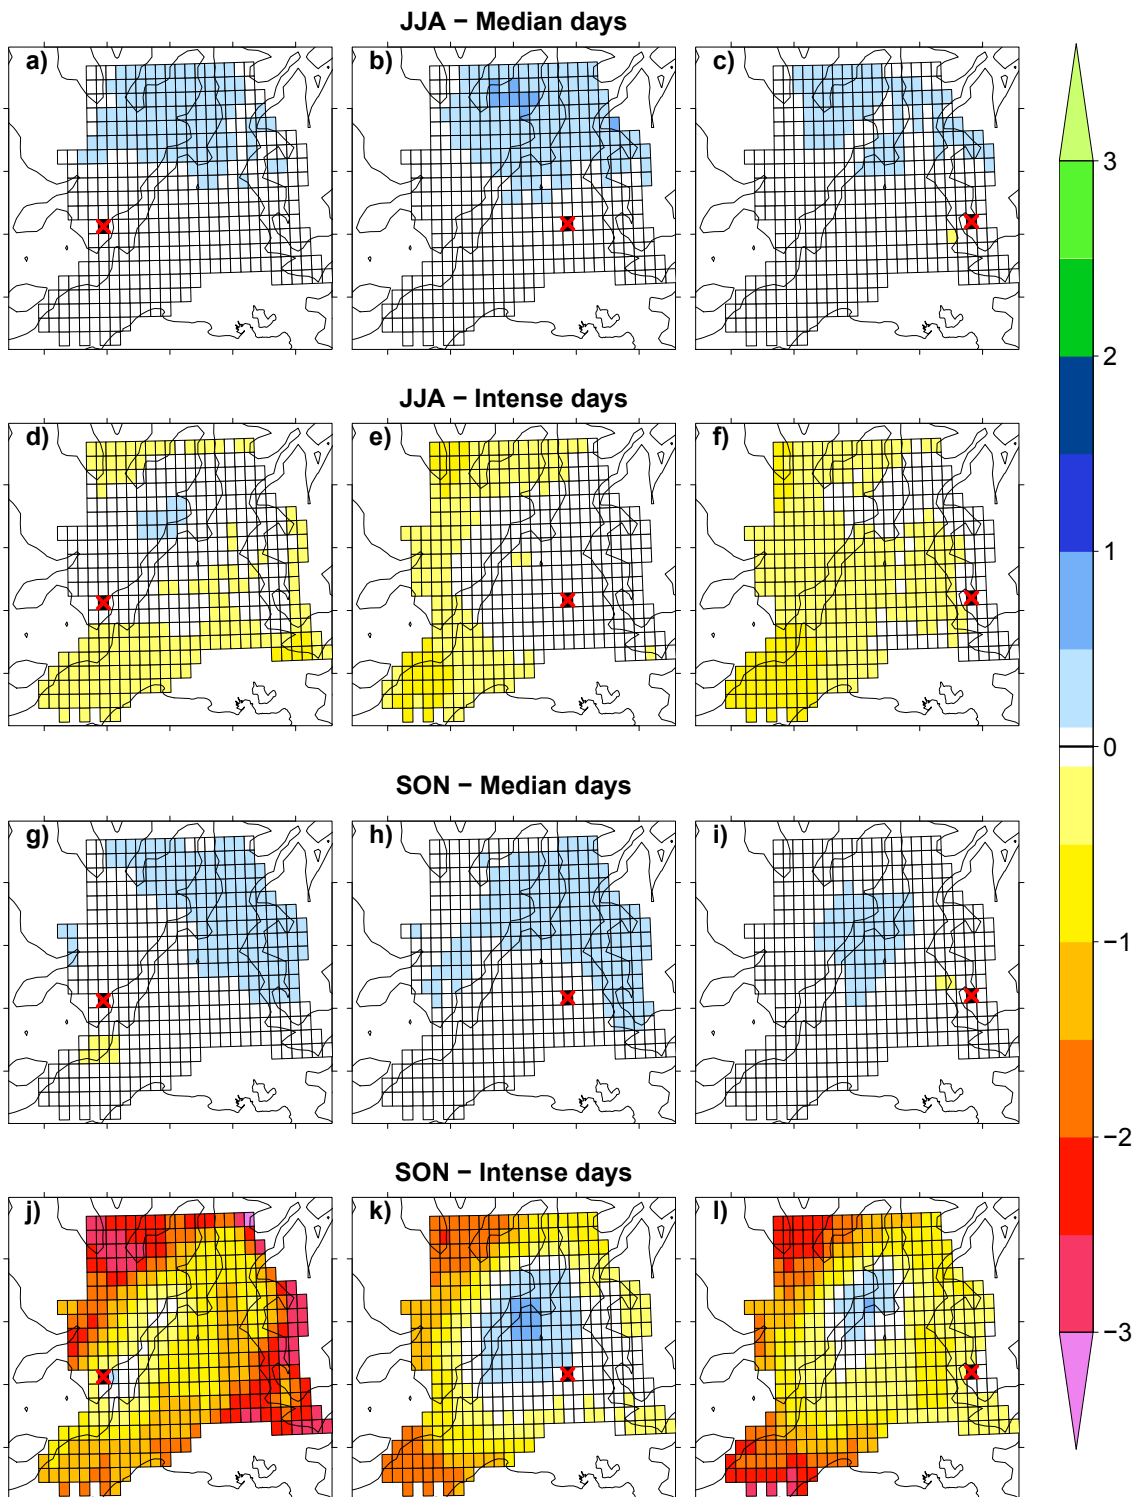 JJA − Median days
a) b) c)
3
2
1
0
−1
−2
−3
JJA − Intense days
d) e) f)
SON − Median days
g) h) i)
SON − Intense days
j) k) l)